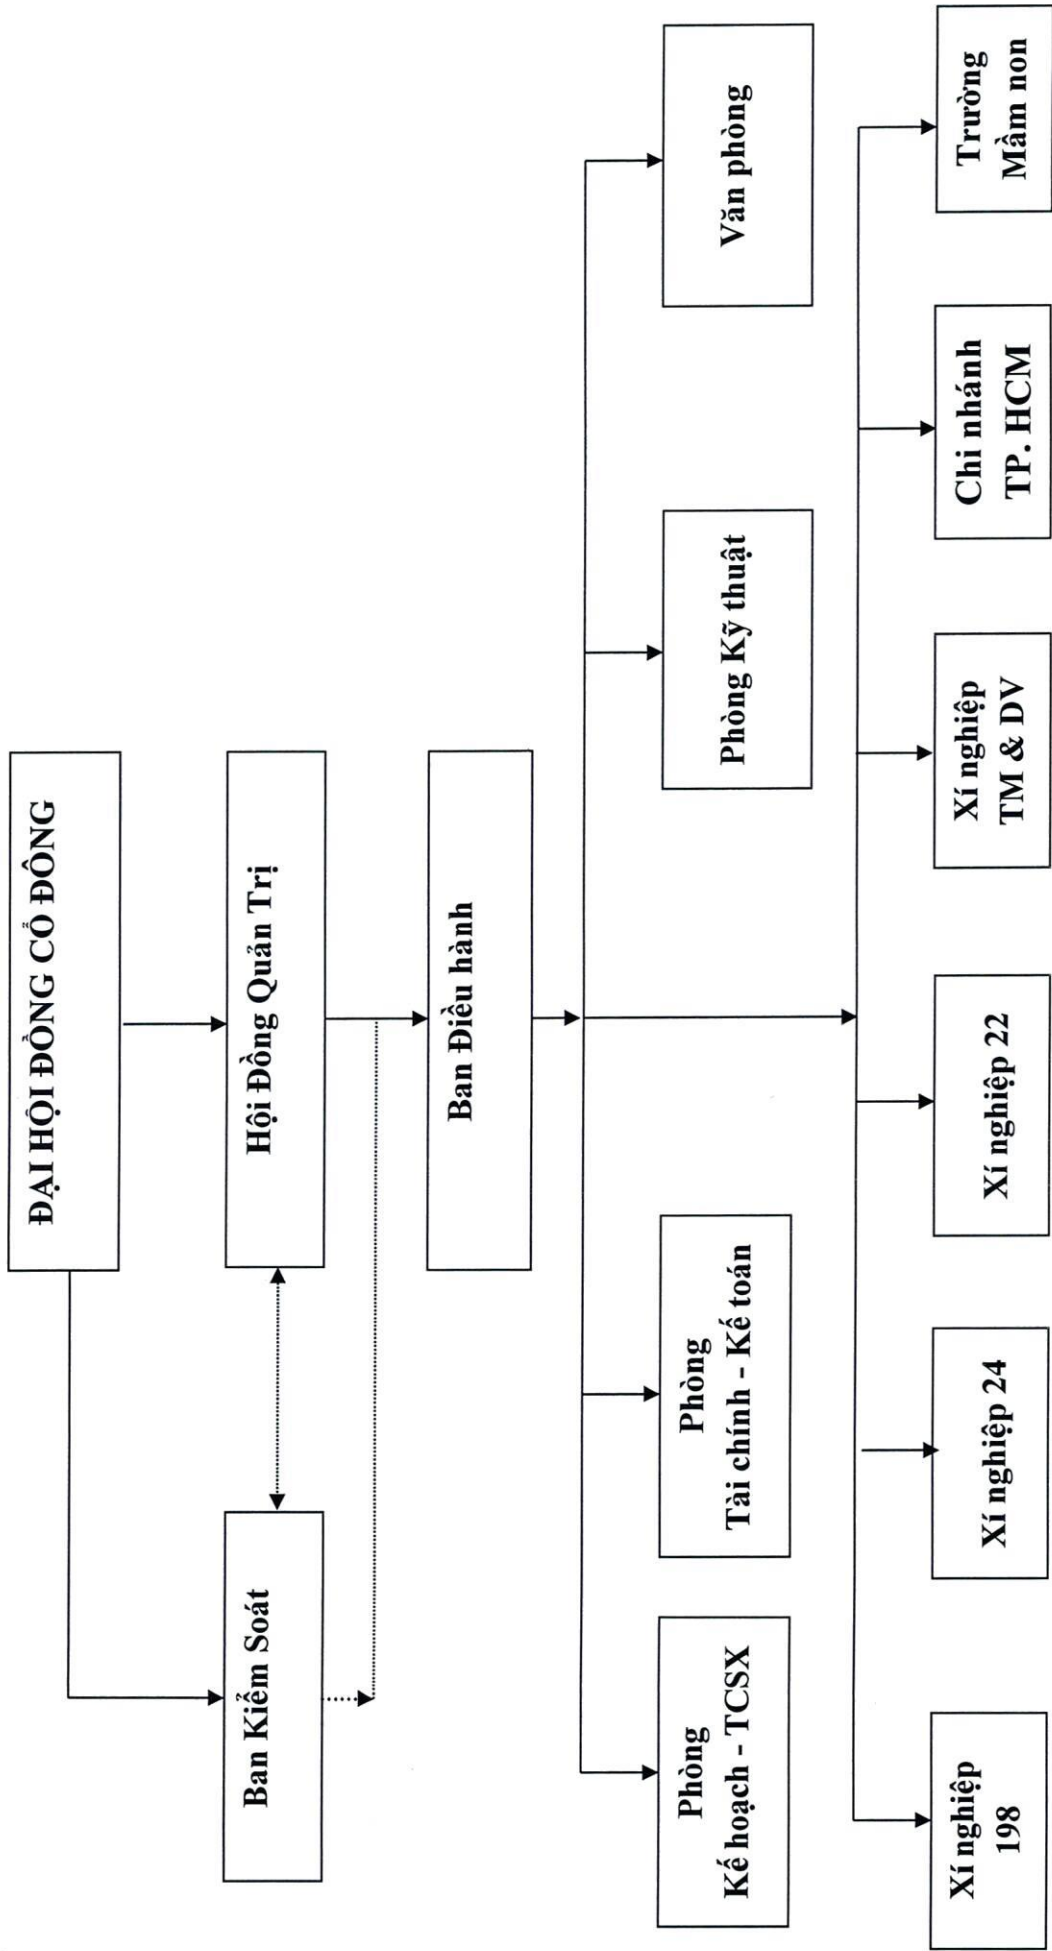 ĐẠI HỘI ĐỒNG CỔ ĐÔNG
Ban Kiểm Soát
Hội Đồng Quản Trị
Ban Điều hành
Phòng
Kế hoạch - TCSX
Phòng
Tài chính - Kế toán
Phòng Kỹ thuật
Văn phòng
Xí nghiệp
198
Xí nghiệp 24
Xí nghiệp 22
Xí nghiệp
TM & DV
Chi nhánh
TP. HCM
Trường
Mầm non